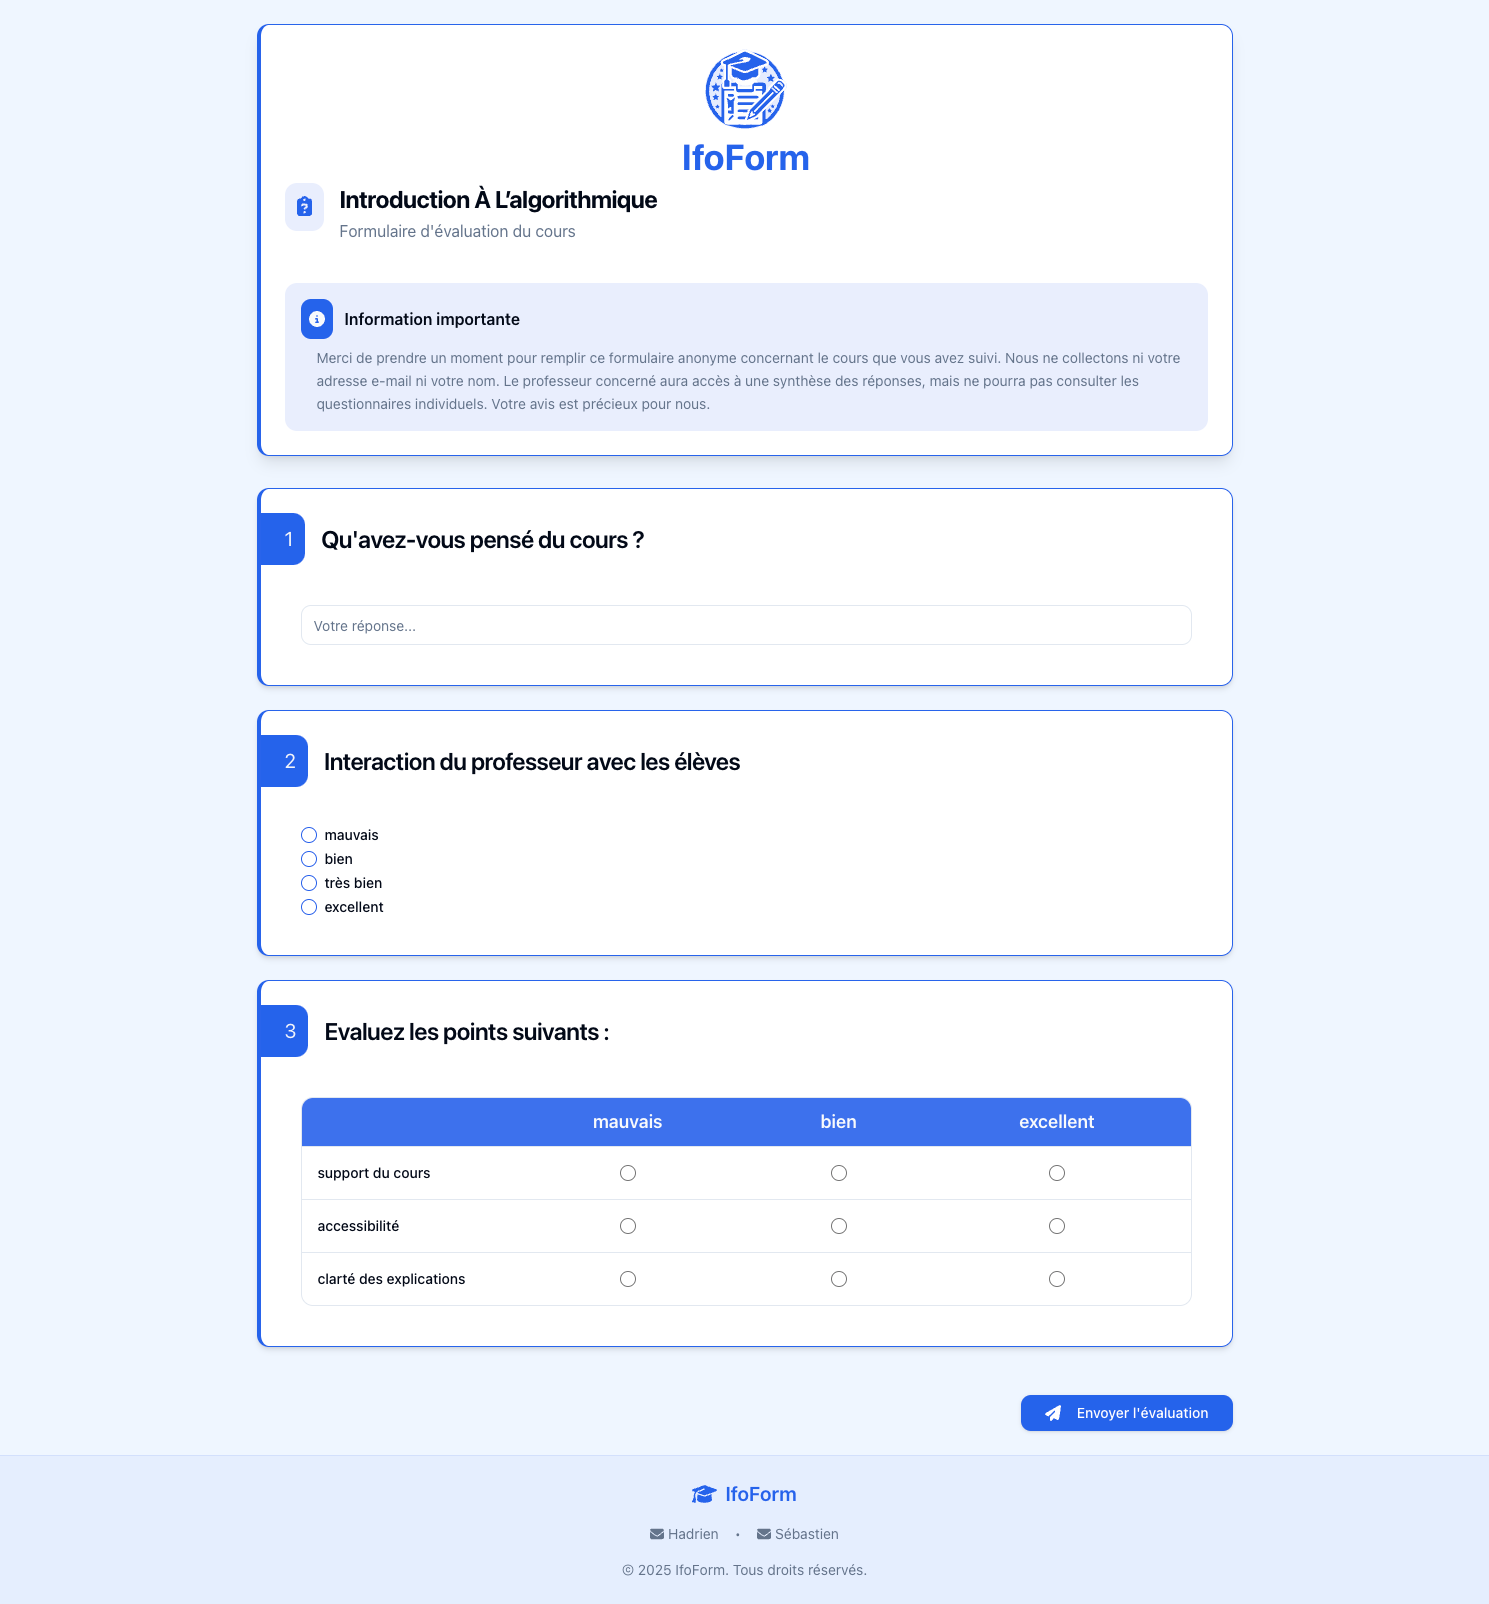 IfoForm
Introduction À L’algorithmique
Formulaire d'évaluation du cours
Information importante
Merci de prendre un moment pour remplir ce formulaire anonyme concernant le cours que vous avez suivi. Nous ne collectons ni votre
adresse e-mail ni votre nom. Le professeur concerné aura accès à une synthèse des réponses, mais ne pourra pas consulter les
questionnaires individuels. Votre avis est précieux pour nous.
1 Qu'avez-vous pensé du cours ?
Votre réponse...
2 Interaction du professeur avec les élèves
mauvais
bien
très bien
excellent
3 Evaluez les points suivants :
mauvais bien excellent
support du cours
accessibilité
clarté des explications
Envoyer l'évaluation
IfoForm
Hadrien • Sébastien
© 2025 IfoForm. Tous droits réservés.